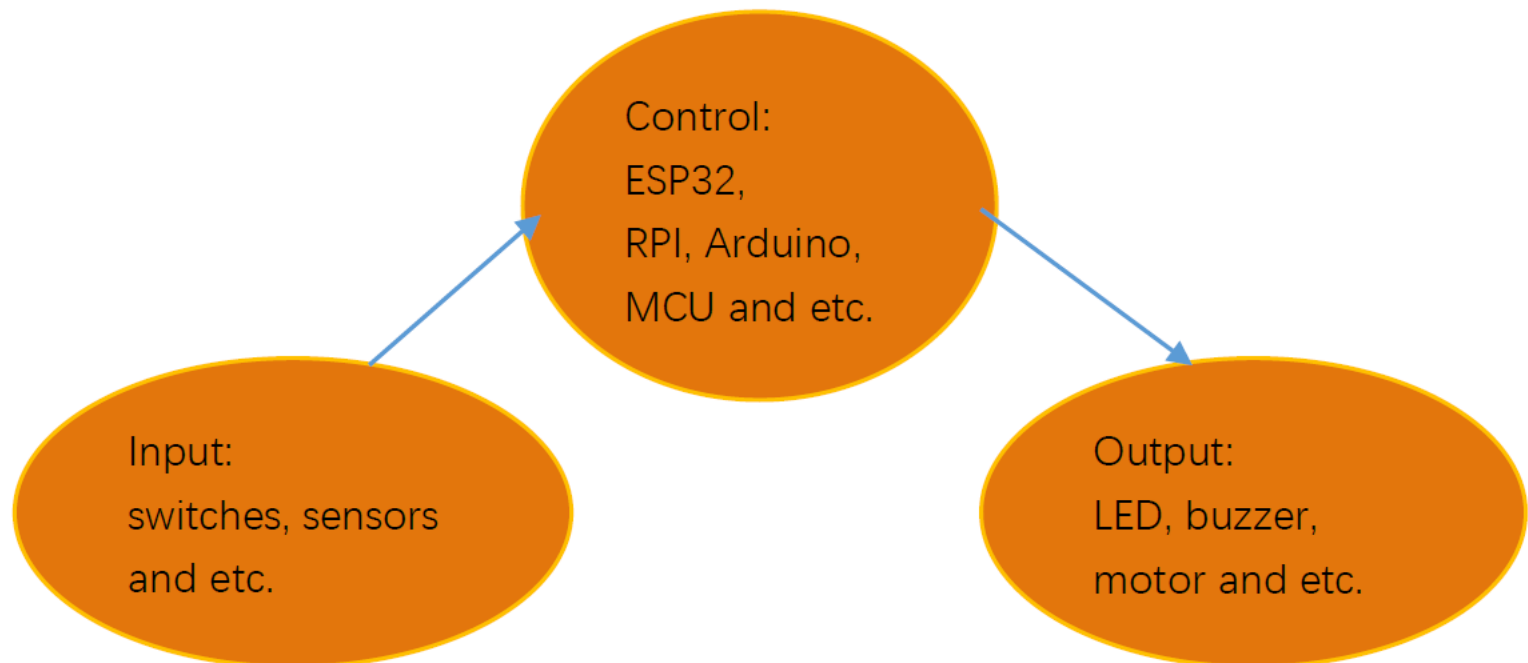 Control:
ESP32,
RPI, Arduino,
MCU and etc.
Input:
switches, sensors
and etc.
Output:
LED, buzzer,
motor and etc.